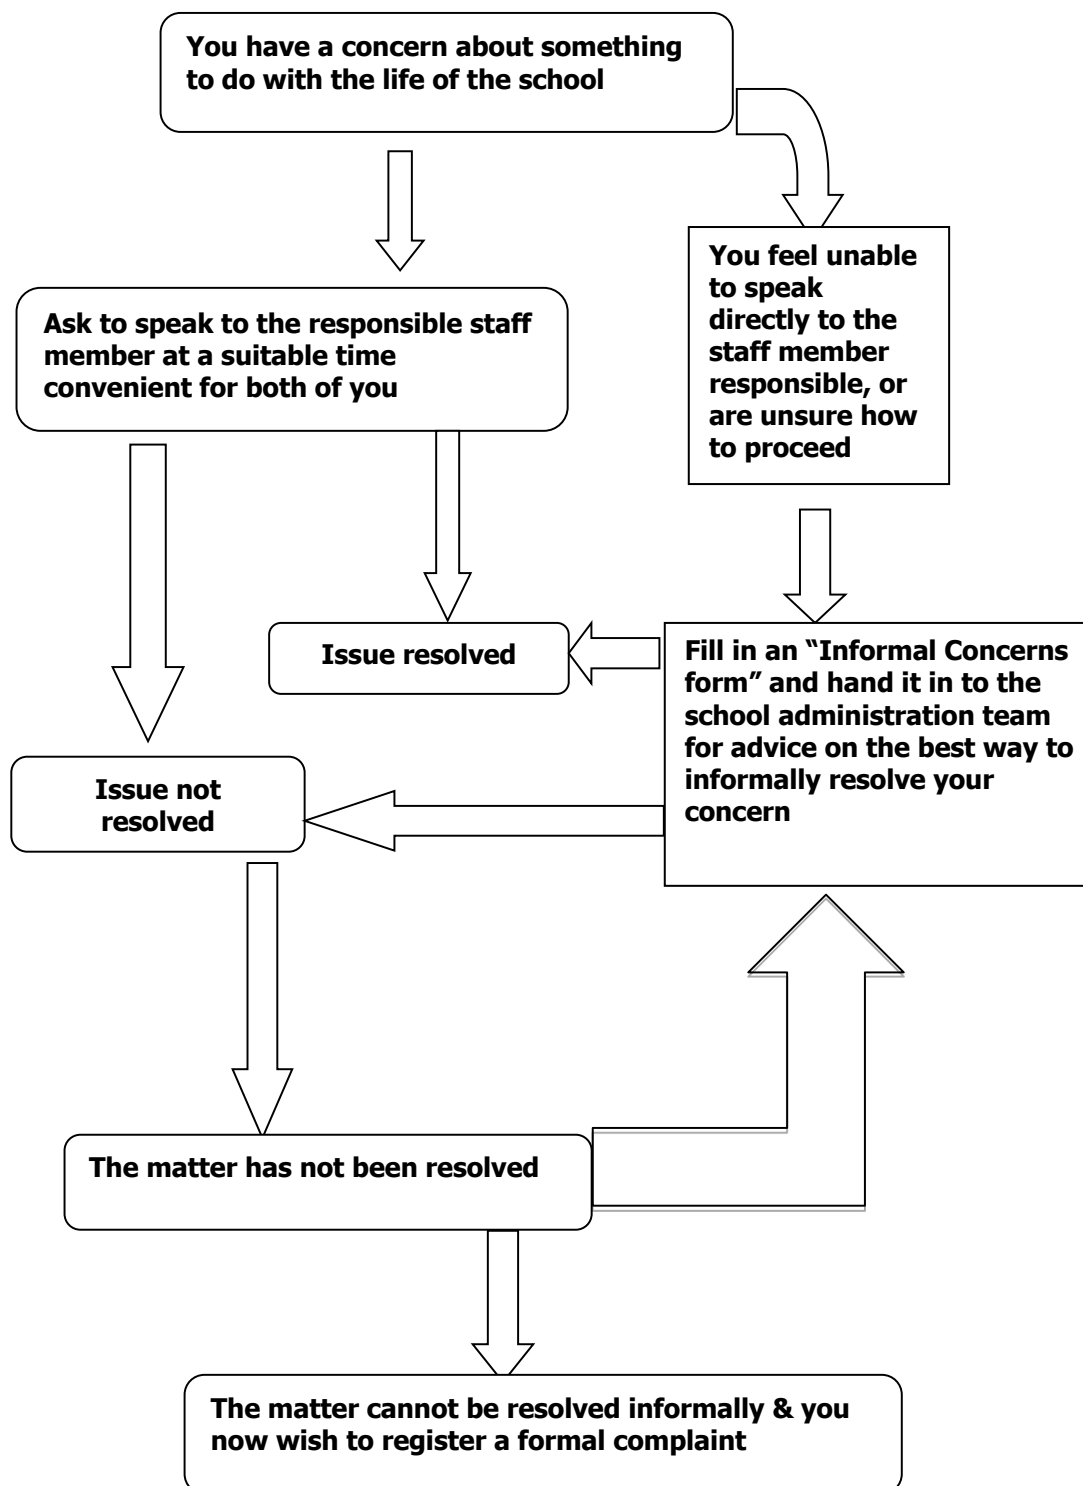 You have a concern about something
to do with the life of the school
You feel unable
to speak
directly to the
staff member
responsible, or
are unsure how
to proceed
Ask to speak to the responsible staff
member at a suitable time
convenient for both of you
Issue resolved
Fill in an “Informal Concerns
form” and hand it in to the
school administration team
for advice on the best way to
informally resolve your
concern
Issue not
resolved
The matter has not been resolved
The matter cannot be resolved informally & you
now wish to register a formal complaint